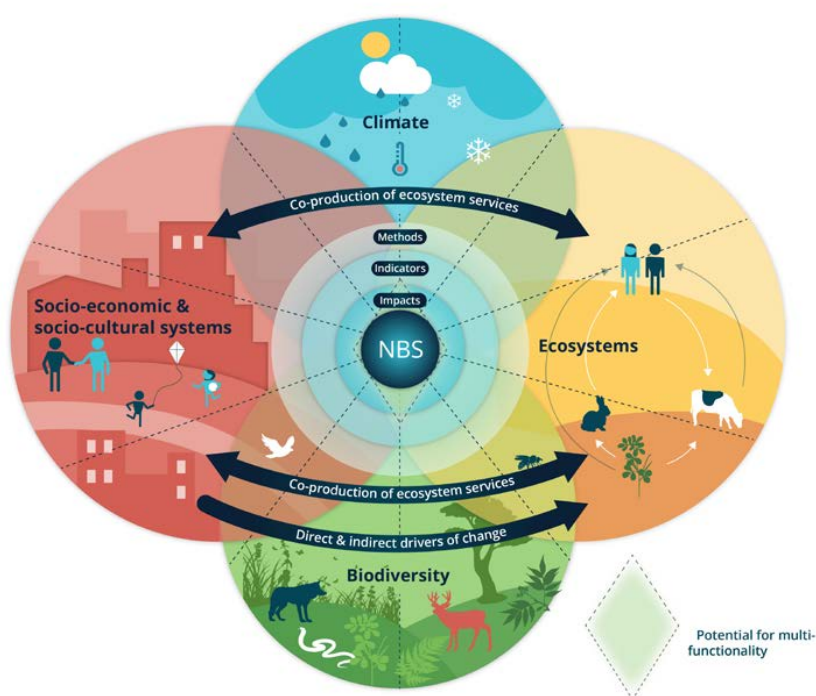 Climate
Co-production of ecosystem services
Methods
Indicators
Impacts
NBS
Socio-economic &
socio-cultural systems
Ecosystems
Co-production of ecosystem services
Direct & indirect drivers of change
Biodiversity
Potential for multi-
functionality